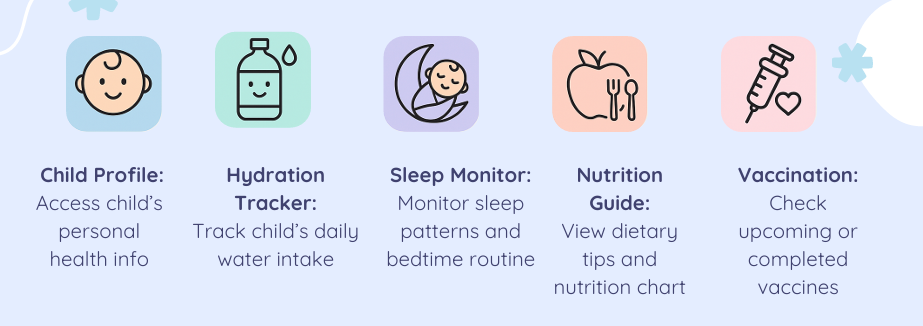 Child Profile:
Access child's
personal
health info
Hydration
Tracker:
Track child's daily
water intake
Sleep Monitor:
Monitor sleep
patterns and
bedtime routine
Nutrition
Guide:
View dietary
tips and
nutrition chart
Vaccination:
Check
upcoming or
completed
vaccines